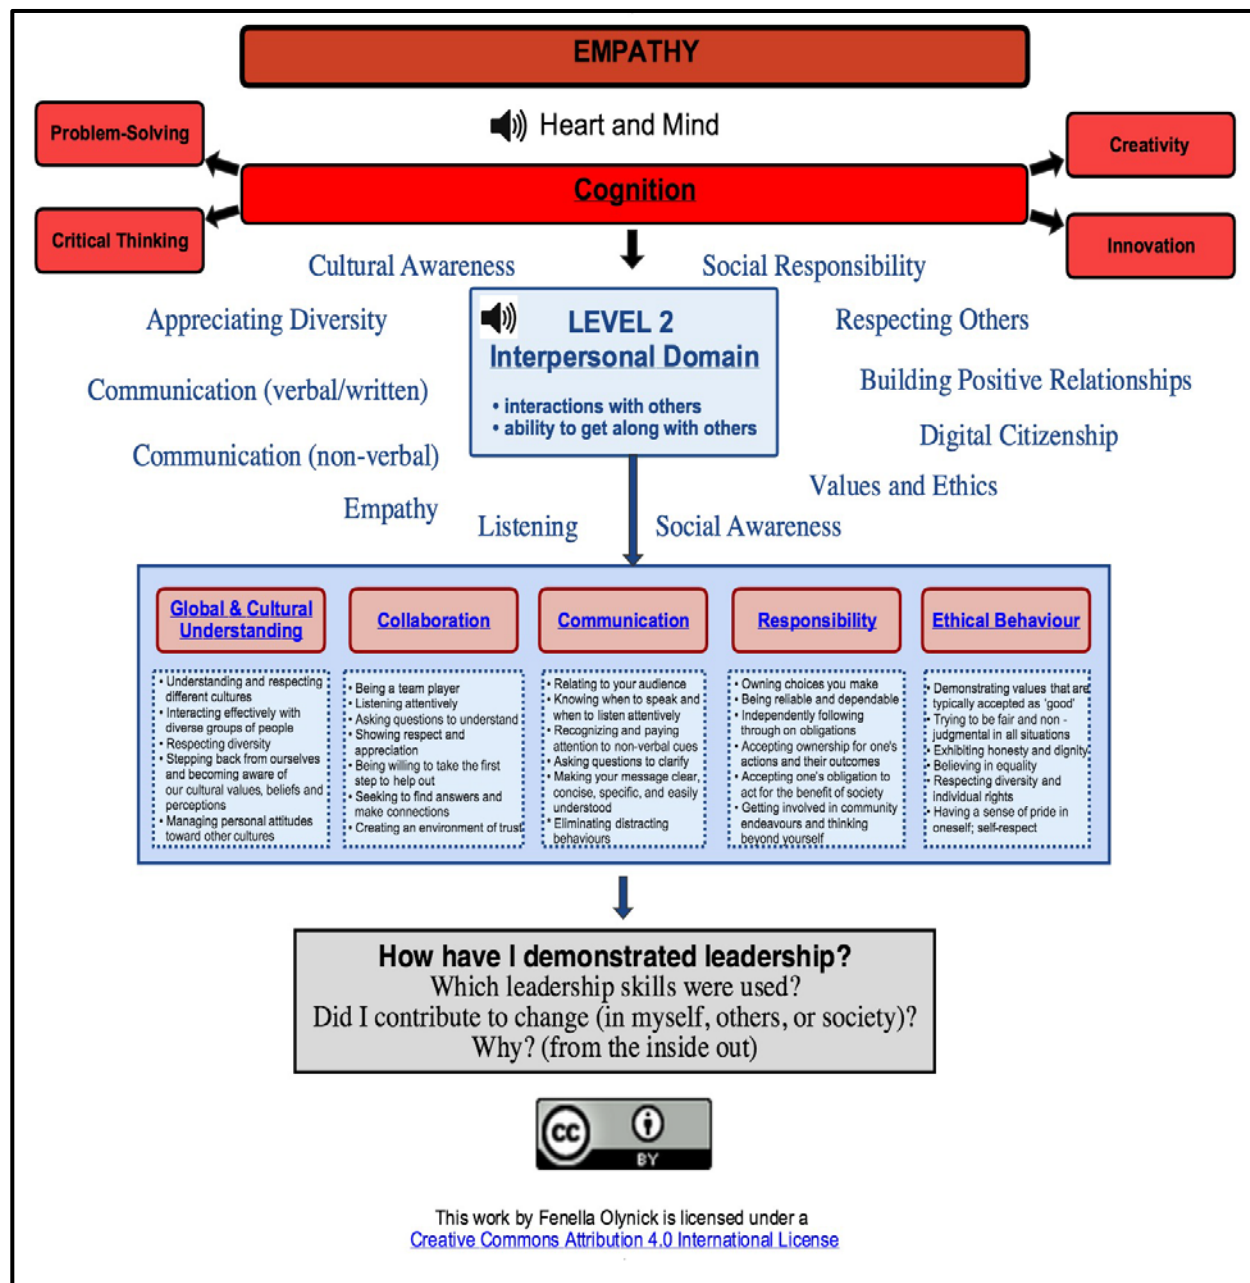 EMPATHY
Heart and Mind
Problem-Solving
Creativity
Cognition
Critical Thinking
Innovation
Cultural Awareness
Social Responsibility
Appreciating Diversity
Respecting Others
Communication (verbal/written)
Building Positive Relationships
Communication (non-verbal)
Digital Citizenship
Empathy
Values and Ethics
Listening
Social Awareness
LEVEL 2
Interpersonal Domain
• interactions with others
• ability to get along with others
Global & Cultural
Understanding
• Understanding and respecting
different cultures
• Interacting effectively with
diverse groups of people
• Respecting diversity
• Stepping back from ourselves
and becoming aware of
our cultural values, beliefs and
perceptions
• Managing personal attitudes
toward other cultures
Collaboration
• Being a team player
• Listening attentively
• Asking questions to understand
• Showing respect and
appreciation
• Being willing to take the first
step to help out
• Seeking to find answers and
make connections
• Creating an environment of trust
Communication
• Relating to your audience
• Knowing when to speak and
when to listen attentively
• Recognizing and paying
attention to non-verbal cues
• Asking questions to clarify
• Making your message clear,
concise, specific, and easily
understood
• Eliminating distracting
behaviours
Responsibility
• Owning choices you make
• Being reliable and dependable
• Independently following
through on obligations
• Accepting ownership for one's
actions and their outcomes
• Accepting one's obligation to
act for the benefit of society
• Getting involved in community
endeavours and thinking
beyond yourself
Ethical Behaviour
• Demonstrating values that are
typically accepted as 'good'
• Trying to be fair and non -
judgmental in all situations
• Exhibiting honesty and dignity
• Believing in equality
• Respecting diversity and
individual rights
• Having a sense of pride in
oneself; self-respect
How have I demonstrated leadership?
Which leadership skills were used?
Did I contribute to change (in myself, others, or society)?
Why? (from the inside out)
CC
BY
This work by Fenella Olynick is licensed under a
Creative Commons Attribution 4.0 International License